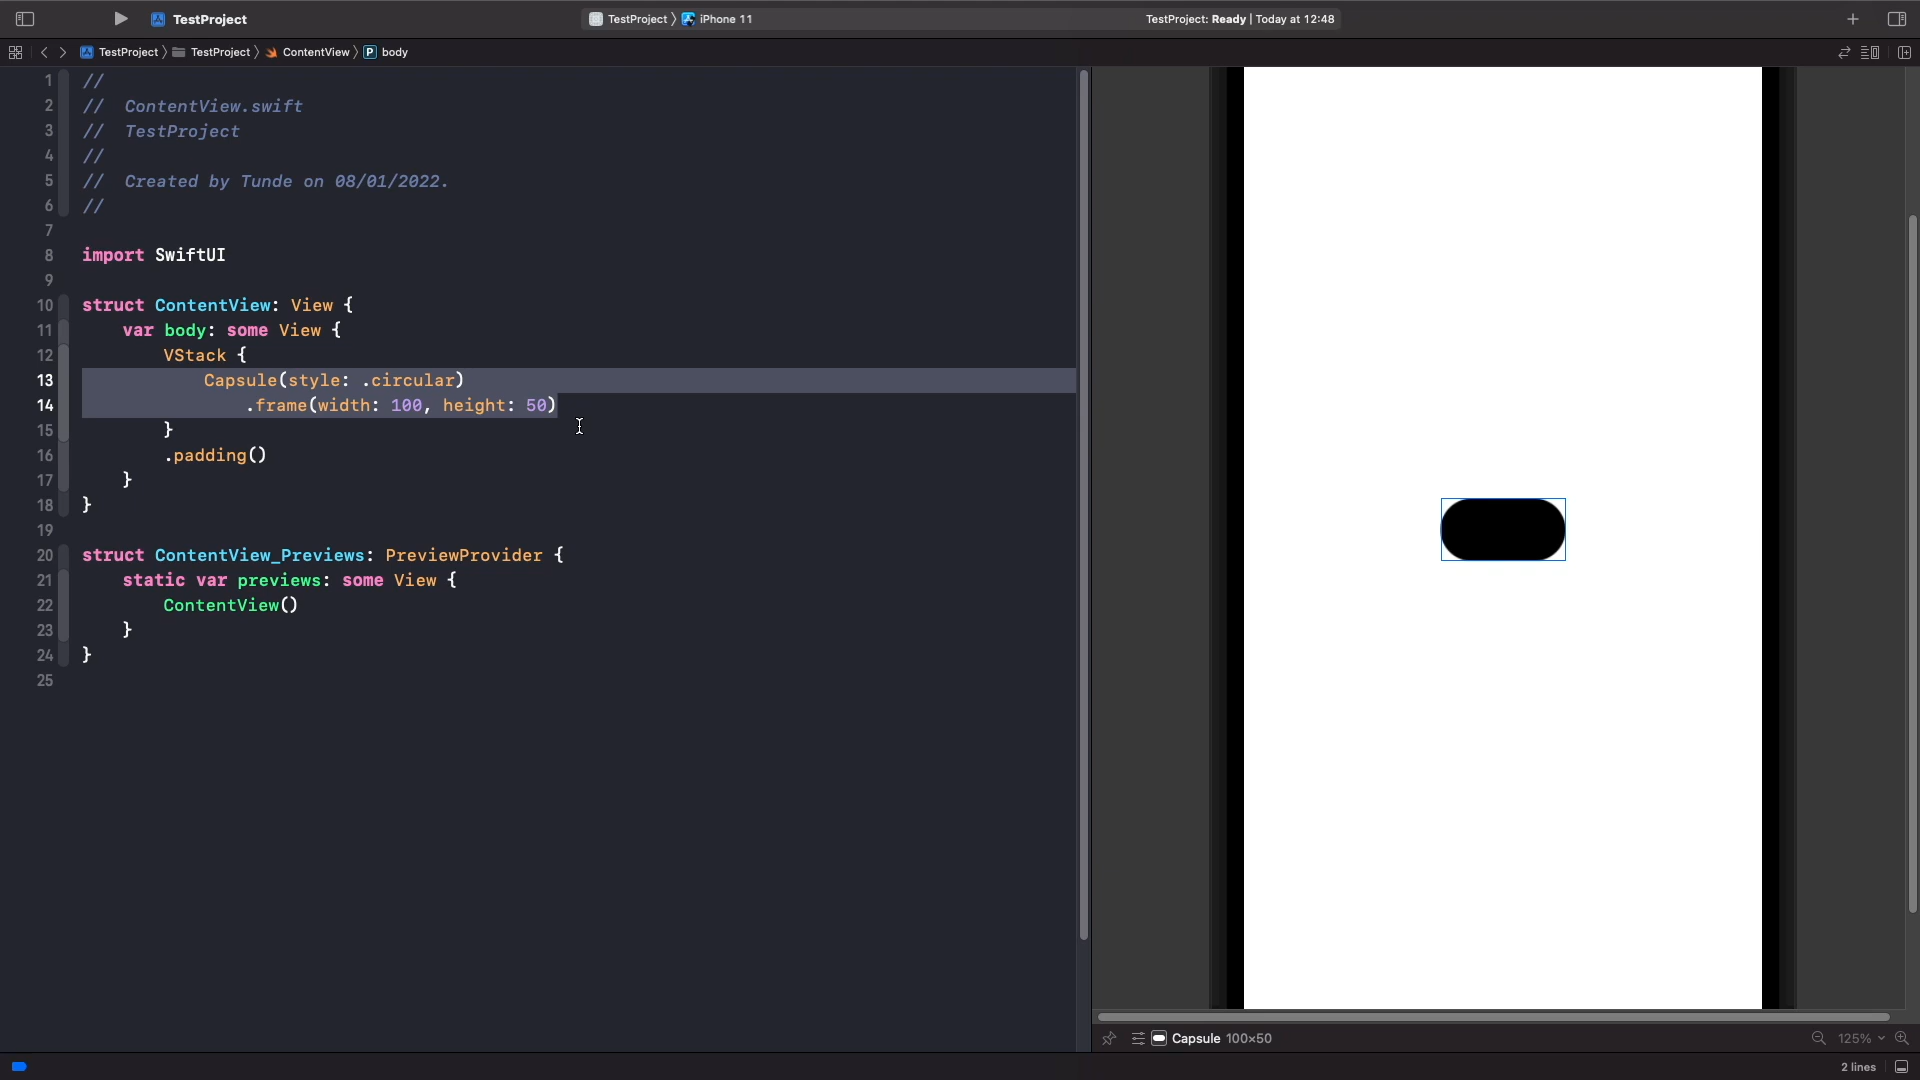 TestProject
TestProject 〉 iPhone 11
TestProject: Ready | Today at 12:48
TestProject 〉 TestProject 〉 ContentView 〉 P body
1 //
2 //  ContentView.swift
3 //  TestProject
4 //
5 //  Created by Tunde on 08/01/2022.
6 //
7
8 import SwiftUI
9
10 struct ContentView: View {
11     var body: some View {
12         VStack {
13             Capsule(style: .circular)
14                 .frame(width: 100, height: 50)
15         }
16         .padding()
17     }
18 }
19
20 struct ContentView_Previews: PreviewProvider {
21     static var previews: some View {
22         ContentView()
23     }
24 }
25
Capsule 100×50
125%
2 lines